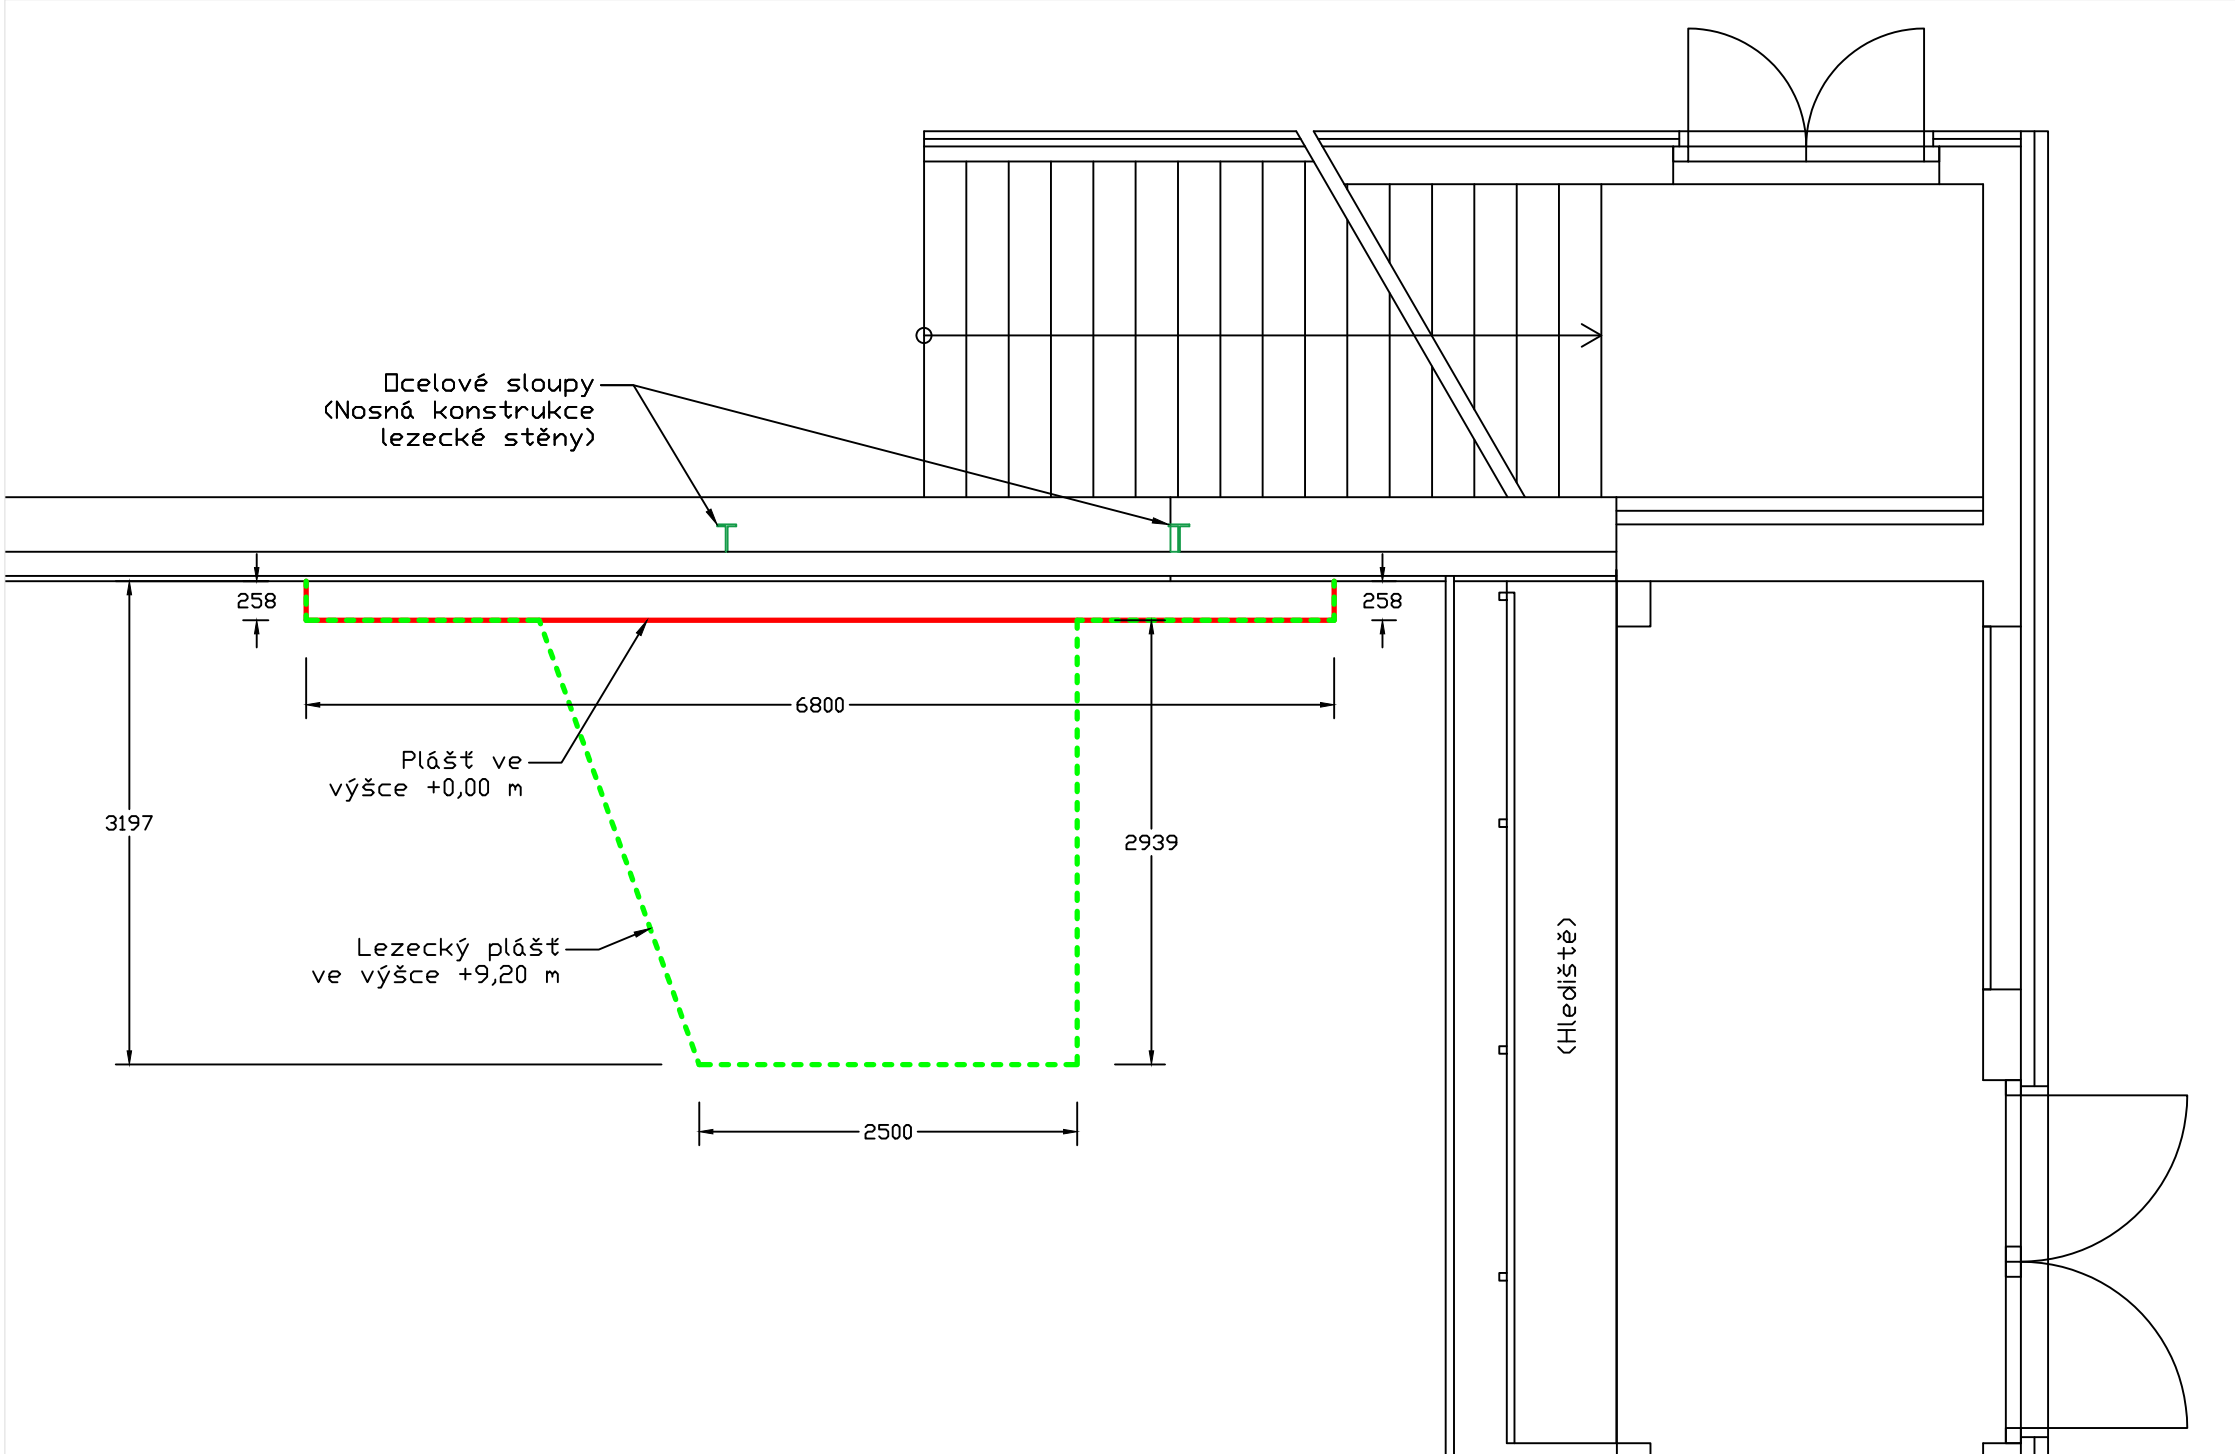 Ocelové sloupy
(Nosná konstrukce
lezecké stěny)
258
258
6800
Plášť ve
výšce +0,00 m
3197
2939
Lezecký plášť
ve výšce +9,20 m
(Hlediště)
2500